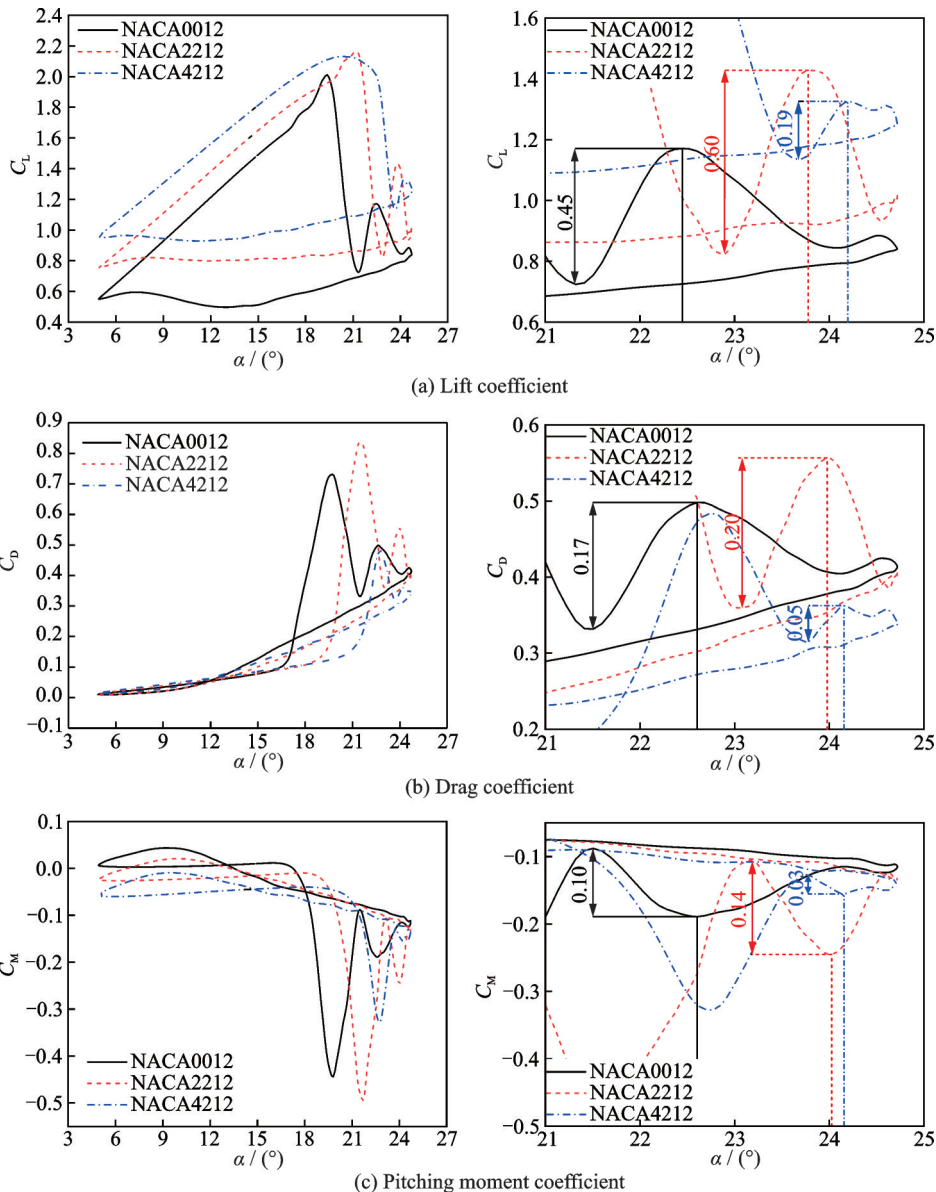 2.4
2.2
2.0
1.8
1.6
1.4
1.2
1.0
0.8
0.6
0.4
C_L
NACA0012
NACA2212
NACA4212
3 6 9 12 15 18 21 24 27
α / (°)
1.6
1.4
1.2
1.0
0.8
0.6
C_L
NACA0012
NACA2212
NACA4212
0.45
0.60
0.19
21 22 23 24 25
α / (°)
(a) Lift coefficient
0.9
0.8
0.7
0.6
0.5
0.4
0.3
0.2
0.1
0.0
−0.1
C_D
NACA0012
NACA2212
NACA4212
3 6 9 12 15 18 21 24 27
α / (°)
0.6
0.5
0.4
0.3
0.2
C_D
NACA0012
NACA2212
NACA4212
0.17
0.20
0.05
21 22 23 24 25
α / (°)
(b) Drag coefficient
0.1
0.0
−0.1
−0.2
−0.3
−0.4
−0.5
C_M
NACA0012
NACA2212
NACA4212
3 6 9 12 15 18 21 24 27
α / (°)
−0.1
−0.2
−0.3
−0.4
−0.5
C_M
0.10
0.14
0.03
NACA0012
NACA2212
NACA4212
21 22 23 24 25
α / (°)
(c) Pitching moment coefficient